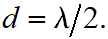 d = λ/2.